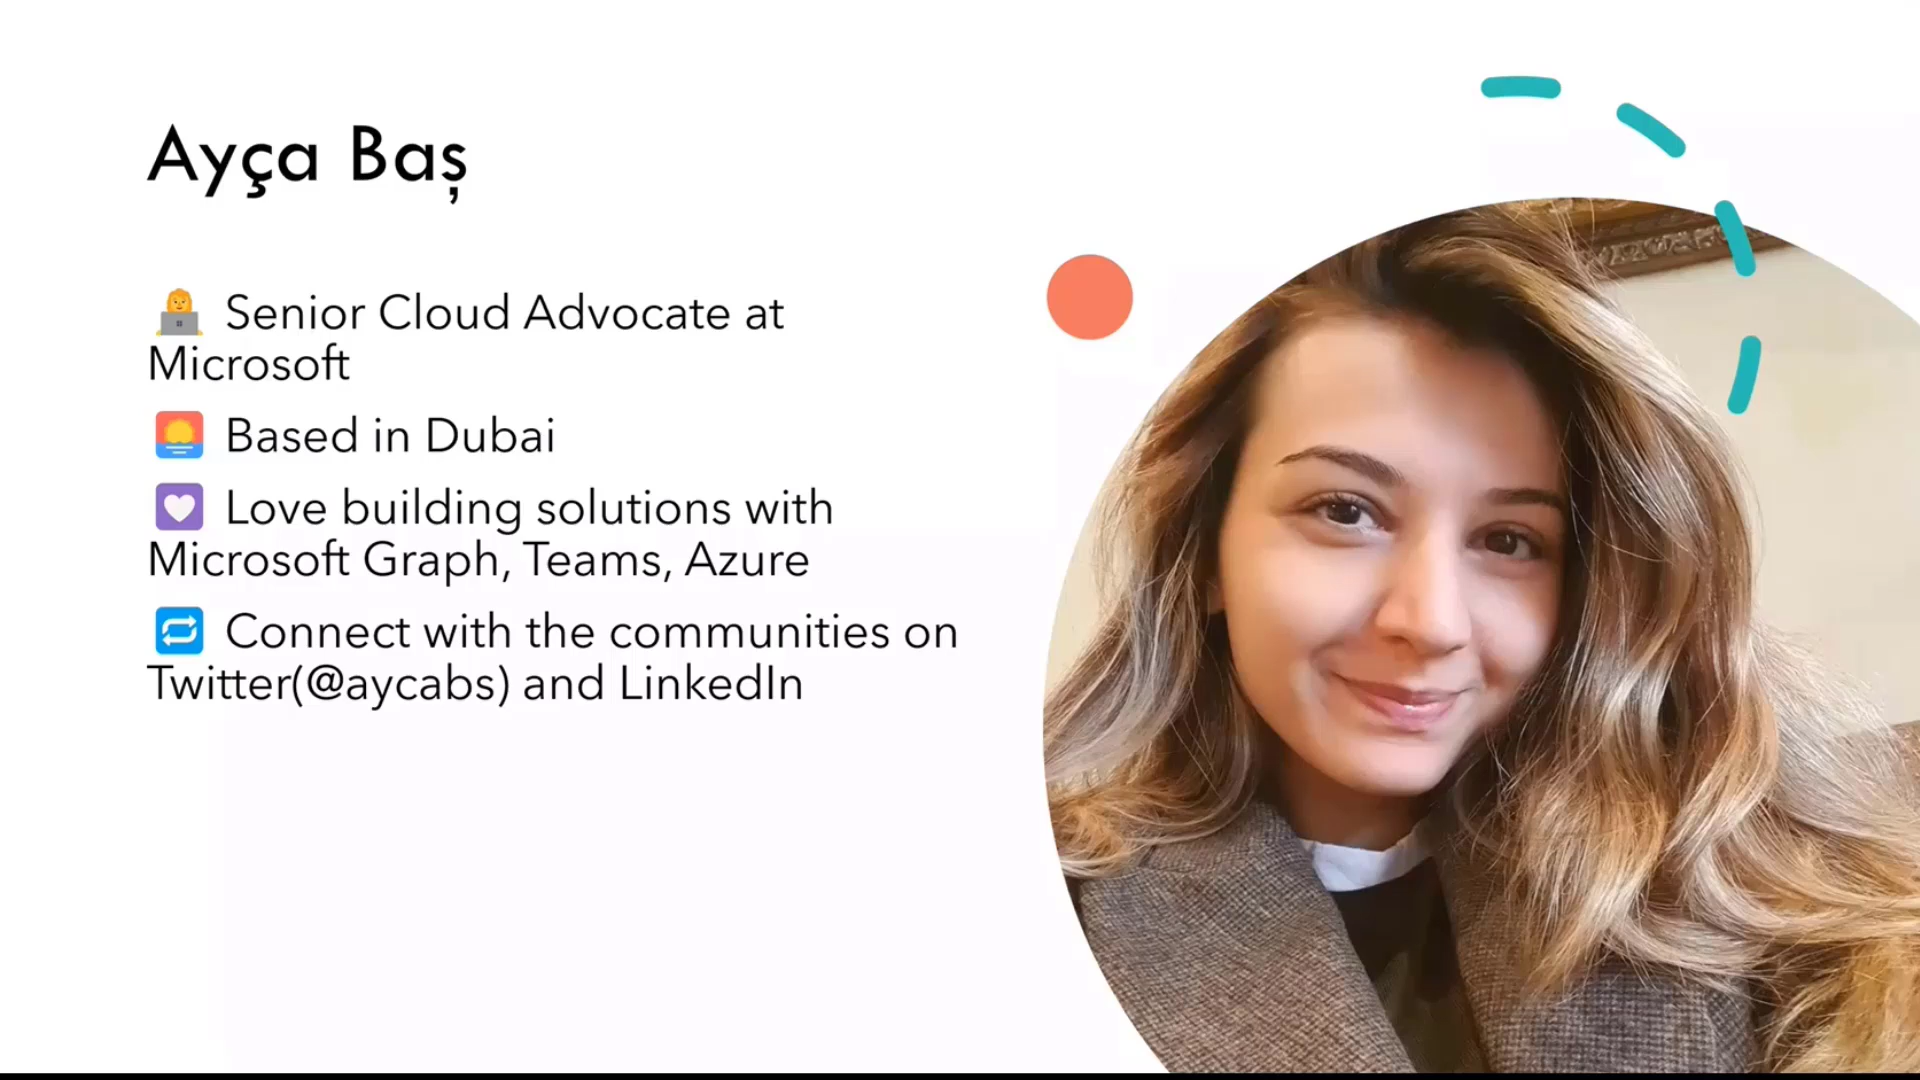 Ayça Baş
Senior Cloud Advocate at
Microsoft
Based in Dubai
Love building solutions with
Microsoft Graph, Teams, Azure
Connect with the communities on
Twitter(@aycabs) and LinkedIn